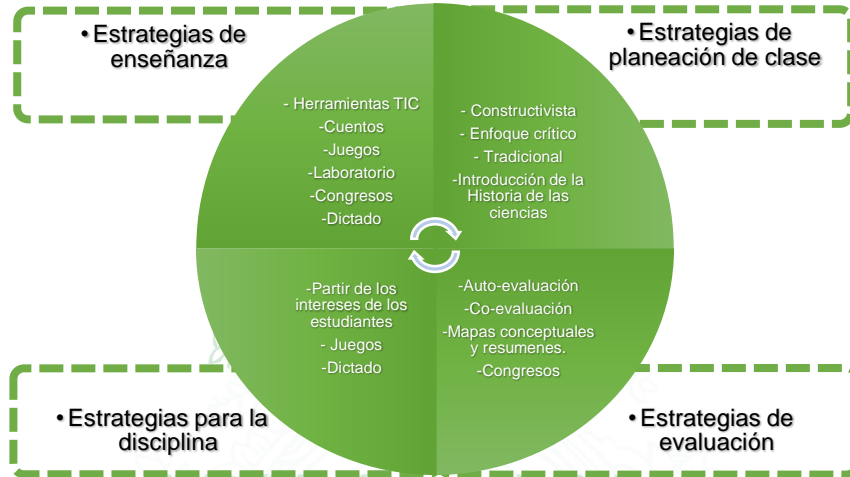 • Estrategias de
enseñanza
• Estrategias de
planeación de clase
- Herramientas TIC
-Cuentos
-Juegos
-Laboratorio
-Congresos
-Dictado
- Constructivista
- Enfoque crítico
- Tradicional
-Introducción de la
Historia de las
ciencias
-Partir de los
intereses de los
estudiantes
- Juegos
-Dictado
-Auto-evaluación
-Co-evaluación
-Mapas conceptuales
y resumenes.
-Congresos
• Estrategias para la
disciplina
• Estrategias de
evaluación